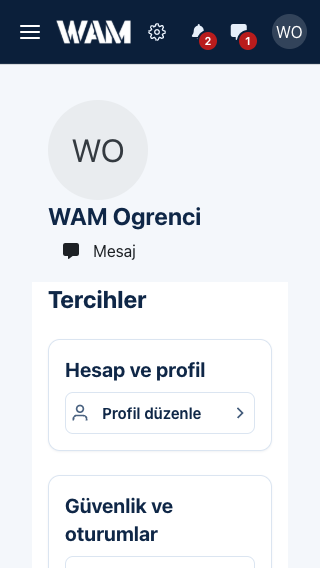 WAM
2
1
WO
WO
WAM Ogrenci
Mesaj
Tercihler
Hesap ve profil
Profil düzenle
Güvenlik ve
oturumlar